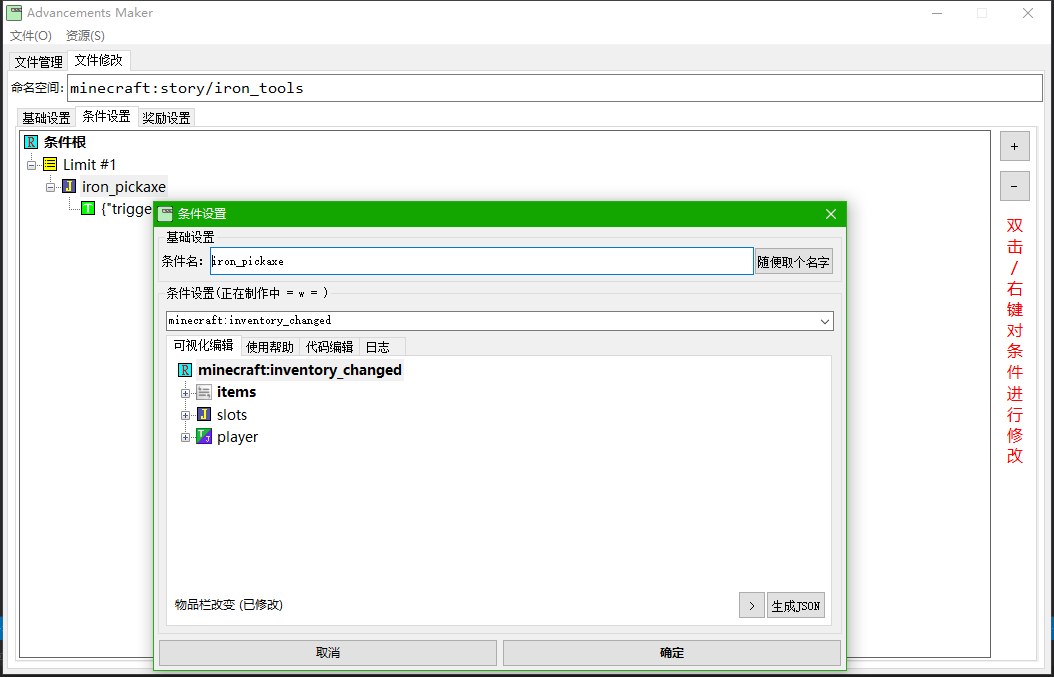 Advancements Maker
文件(O) 资源(S)
文件管理 文件修改
命名空间: minecraft:story/iron_tools
基础设置 条件设置 奖励设置
R 条件根
Limit #1
J iron_pickaxe
T {"trigge
+
-
双击/右键对条件进行修改
条件设置
基础设置
条件名: iron_pickaxe 随便取个名字
条件设置(正在制作中 = w = )
minecraft:inventory_changed
可视化编辑 使用帮助 代码编辑 日志
R minecraft:inventory_changed
items
J slots
T J player
物品栏改变 (已修改) > 生成JSON
取消 确定